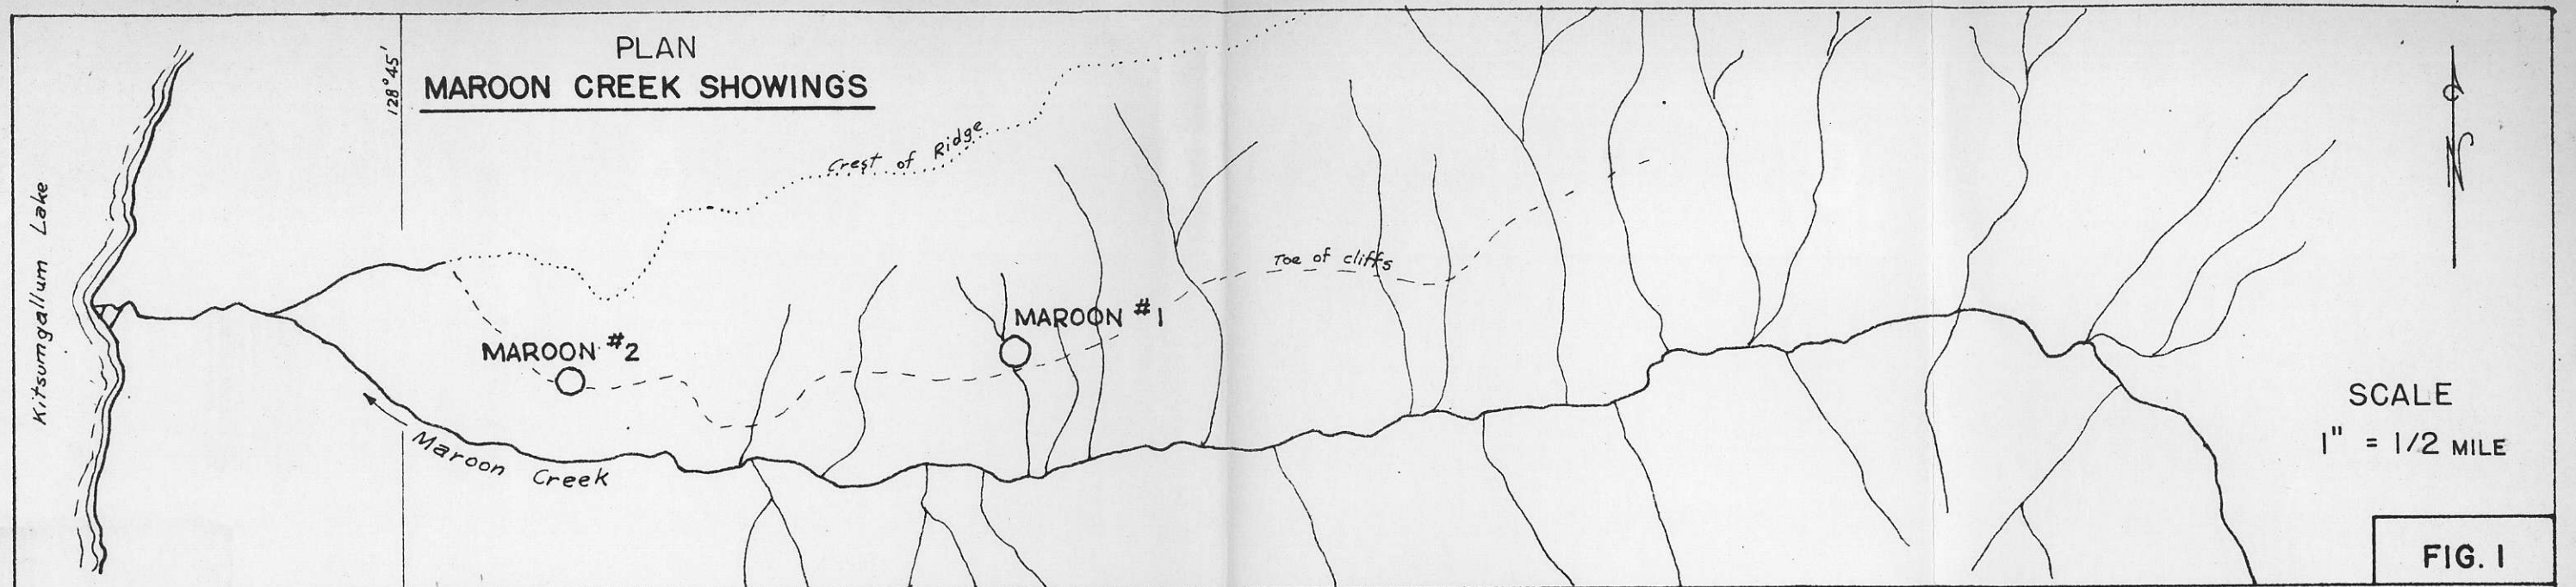 PLAN
MAROON CREEK SHOWINGS
128°45'
Kitsumgallum Lake
Crest of Ridge
Toe of cliffs
MAROON #1
MAROON #2
Maroon Creek
N
SCALE
1" = 1/2 MILE
FIG. 1